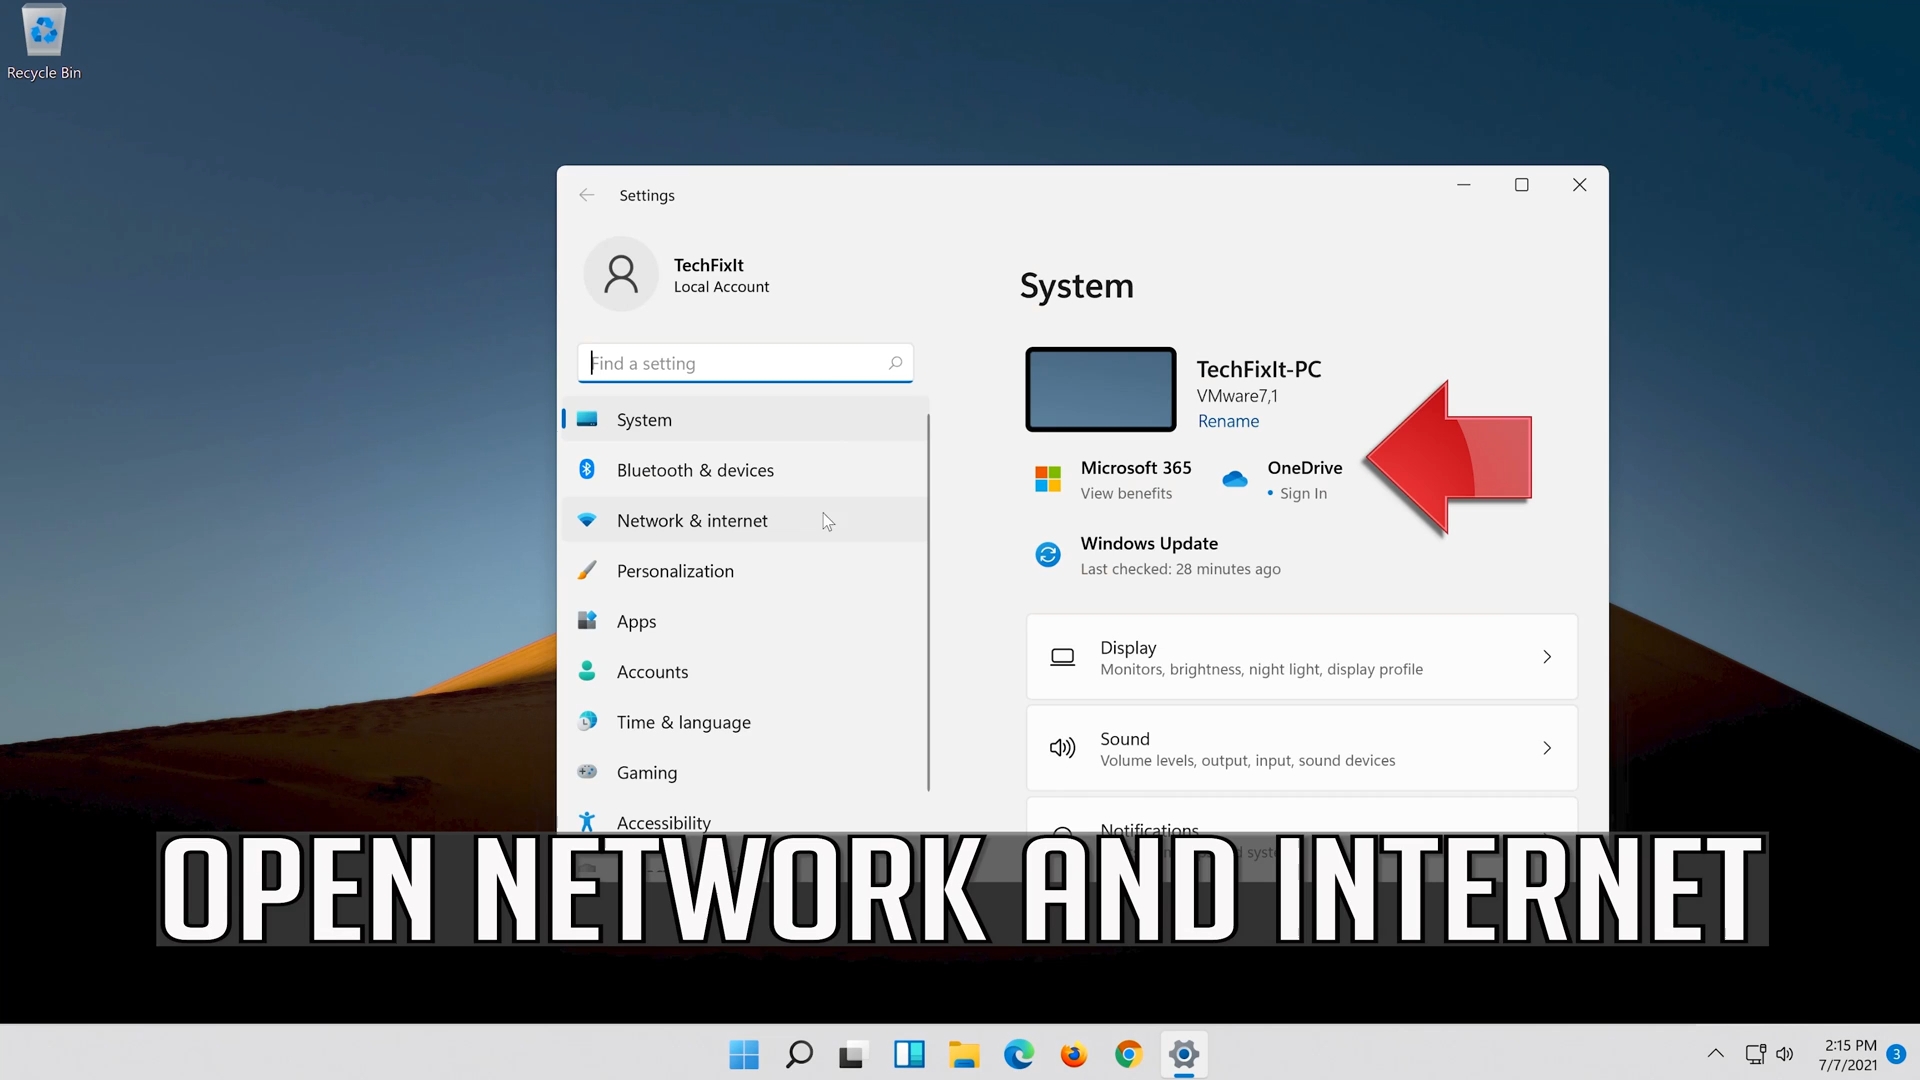 Recycle Bin
Settings
TechFixIt
Local Account
Find a setting
System
Bluetooth & devices
Network & internet
Personalization
Apps
Accounts
Time & language
Gaming
Accessibility
System
TechFixIt-PC
VMware7,1
Rename
Microsoft 365
View benefits
OneDrive
• Sign In
Windows Update
Last checked: 28 minutes ago
Display
Monitors, brightness, night light, display profile
Sound
Volume levels, output, input, sound devices
Notifications
OPEN NETWORK AND INTERNET
2:15 PM
7/7/2021
3